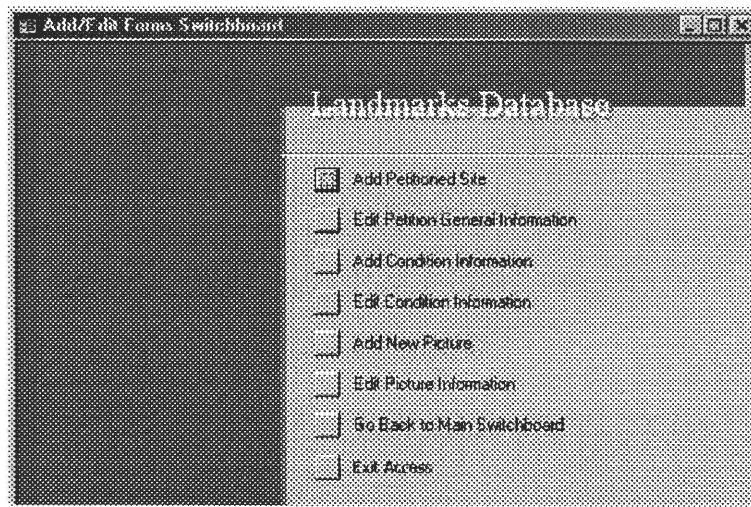 Add/Edit Forms Switchboard
Landmarks Database
Add Petitioned Site
Edit Petition General Information
Add Condition Information
Edit Condition Information
Add New Picture
Edit Picture Information
Go Back to Main Switchboard
Exit Access